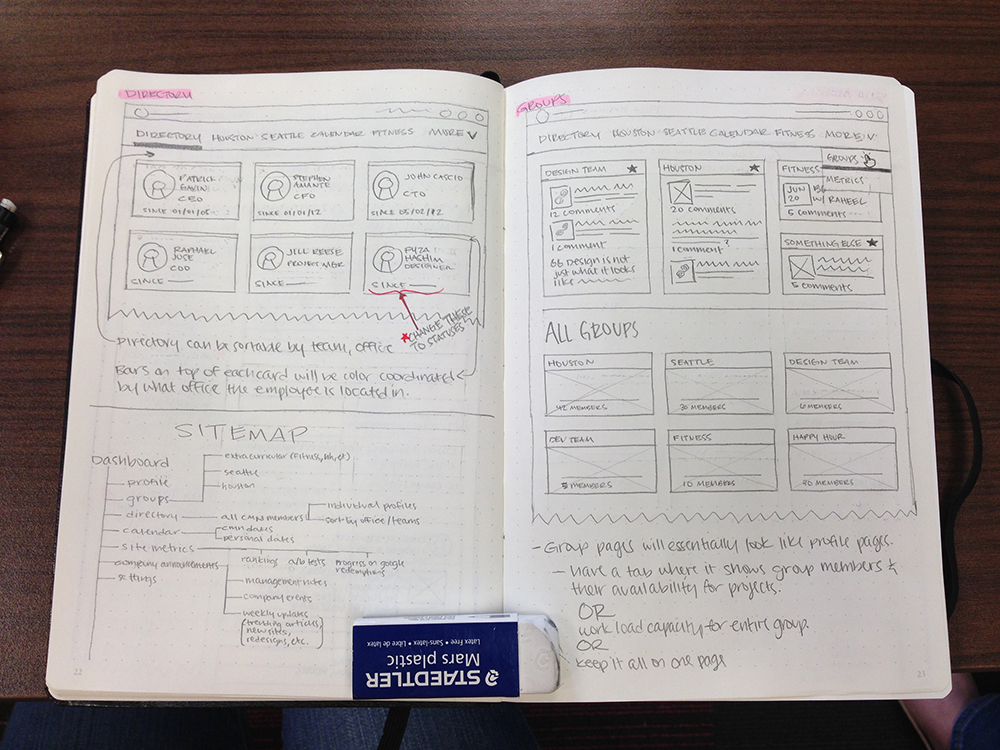 DIRECTORY
DIRECTORY HOUSTON SEATTLE CALENDAR FITNESS MORE V
PATRICK
GAVIN
CEO
SINCE 01/01/05
STEPHEN
AMANTE
CFO
SINCE 01/01/12
JOHN CASCIO
CTO
SINCE 05/02/12
RAPHAEL
JOSE
COO
SINCE
JILL REESE
PROJECT MGR
SINCE
FYZA
HASHIM
DESIGNER
SINCE
*CHANGE THESE
TO STATUSES
Directory can be sortable by team, office
Bars on top of each card will be color coordinated
by what office the employee is located in.
SITEMAP
Dashboard
profile
groups
extracurricular (fitness, hh, et)
seattle
houston
directory
all CMN members
individual profiles
sort by office/teams
calendar
cmn dates
personal dates
site metrics
rankings
a/b tests
progress on google
redemptions
company announcements
management notes
company events
weekly updates
(trending articles,
new sites,
redesigns, etc.)
& things
22
STAEDTLER
Mars plastic
Latex Free • Sans-latex • Libre de latex
GROUPS
DIRECTORY HOUSTON SEATTLE CALENDAR FITNESS MORE V
GROUPS
METRICS
DESIGN TEAM ★
12 comments
1 comment
66 Design is not
just what it looks
like
HOUSTON ★
20 comments
1 comment
FITNESS
JUN
20
W/ RAHEEL
5 comments
SOMETHING ELSE ★
5 comments
ALL GROUPS
HOUSTON
42 MEMBERS
SEATTLE
30 MEMBERS
DESIGN TEAM
6 MEMBERS
DEV TEAM
5 MEMBERS
FITNESS
10 MEMBERS
HAPPY HOUR
80 MEMBERS
- Group pages will essentially look like profile pages.
- have a tab where it shows group members &
their availability for projects.
OR
work load capacity for entire group.
OR
keep it all on one page
23